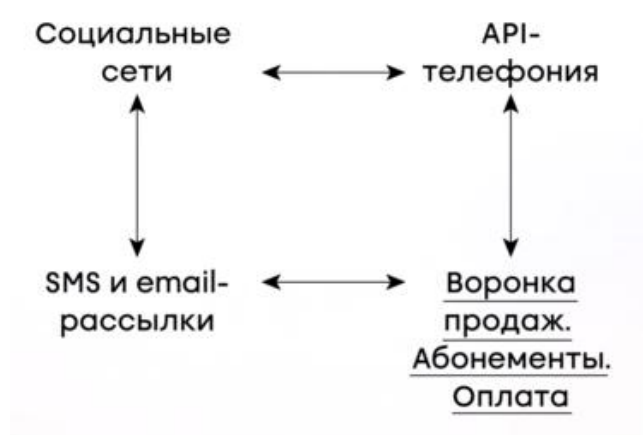 Социальные
сети
API-
телефония
SMS и email-
рассылки
Воронка
продаж.
Абонементы.
Оплата